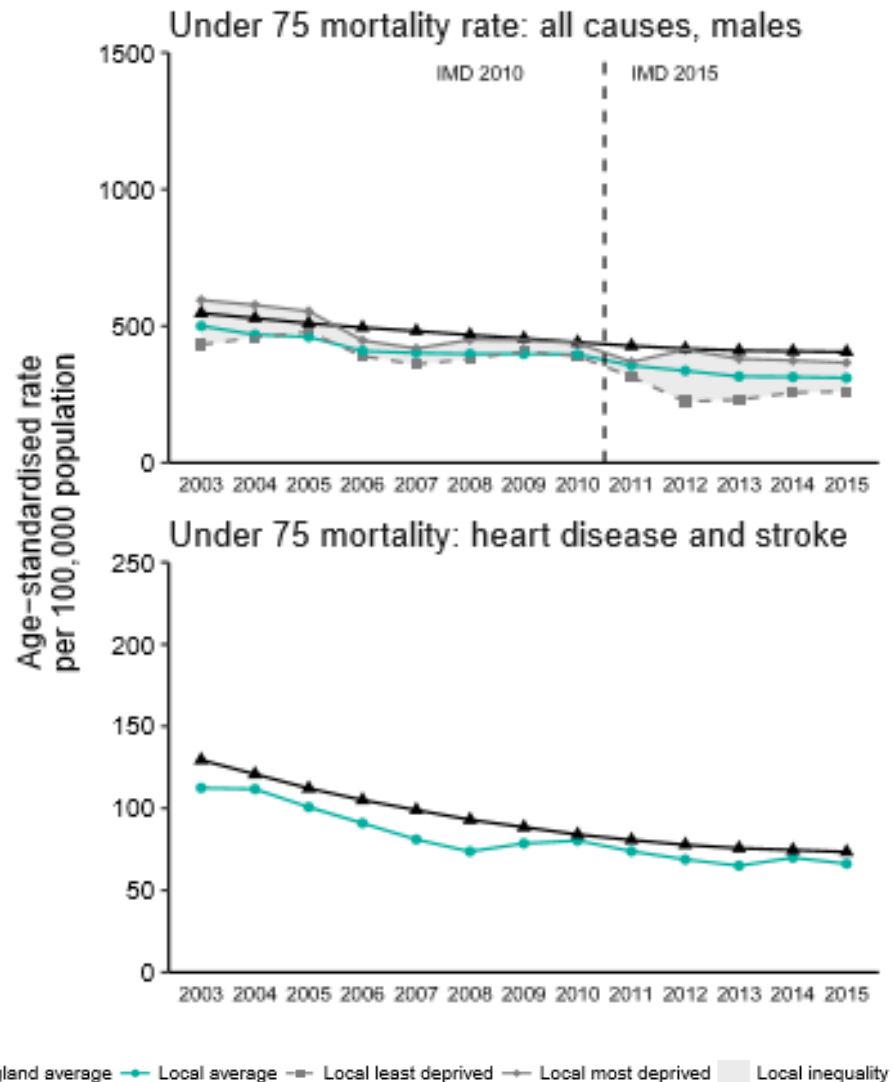 Under 75 mortality rate: all causes, males
1500
IMD 2010 IMD 2015
1000
500
0
2003 2004 2005 2006 2007 2008 2009 2010 2011 2012 2013 2014 2015
Age-standardised rate
per 100,000 population
Under 75 mortality: heart disease and stroke
250
200
150
100
50
0
2003 2004 2005 2006 2007 2008 2009 2010 2011 2012 2013 2014 2015
gland average Local average Local least deprived Local most deprived Local inequality